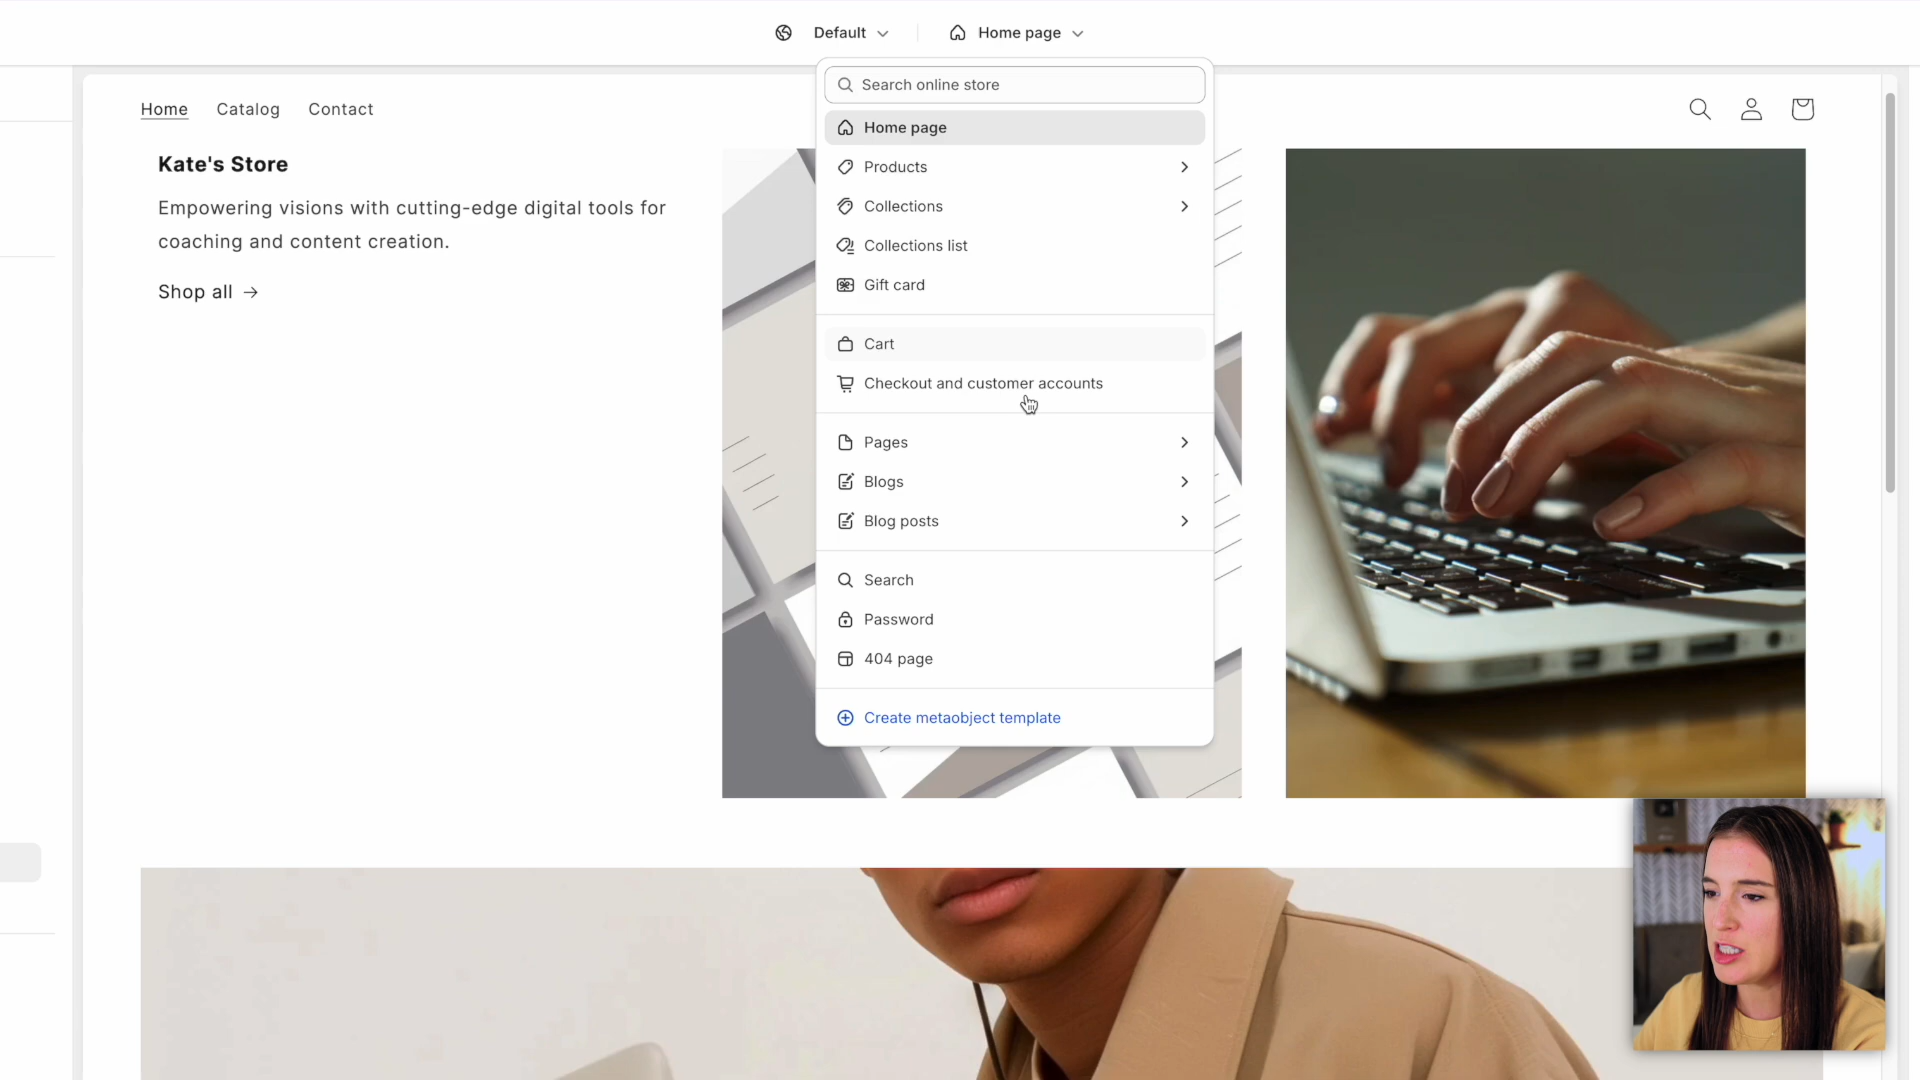 Default
Home page
Search online store
Home page
Products
Collections
Collections list
Gift card
Cart
Checkout and customer accounts
Pages
Blogs
Blog posts
Search
Password
404 page
Create metaobject template
Home Catalog Contact
Kate's Store
Empowering visions with cutting-edge digital tools for
coaching and content creation.
Shop all →